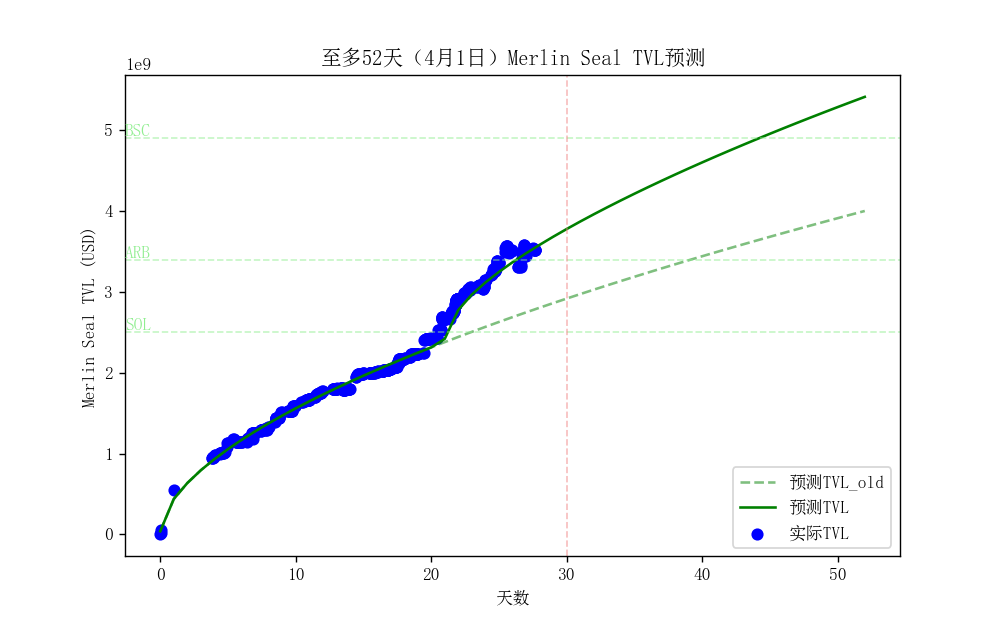 至多52天（4月1日）Merlin Seal TVL预测
1e9
5
4
3
2
1
0
Merlin Seal TVL (USD)
BSC
ARB
SOL
预测TVL_old
预测TVL
实际TVL
0 10 20 30 40 50
天数